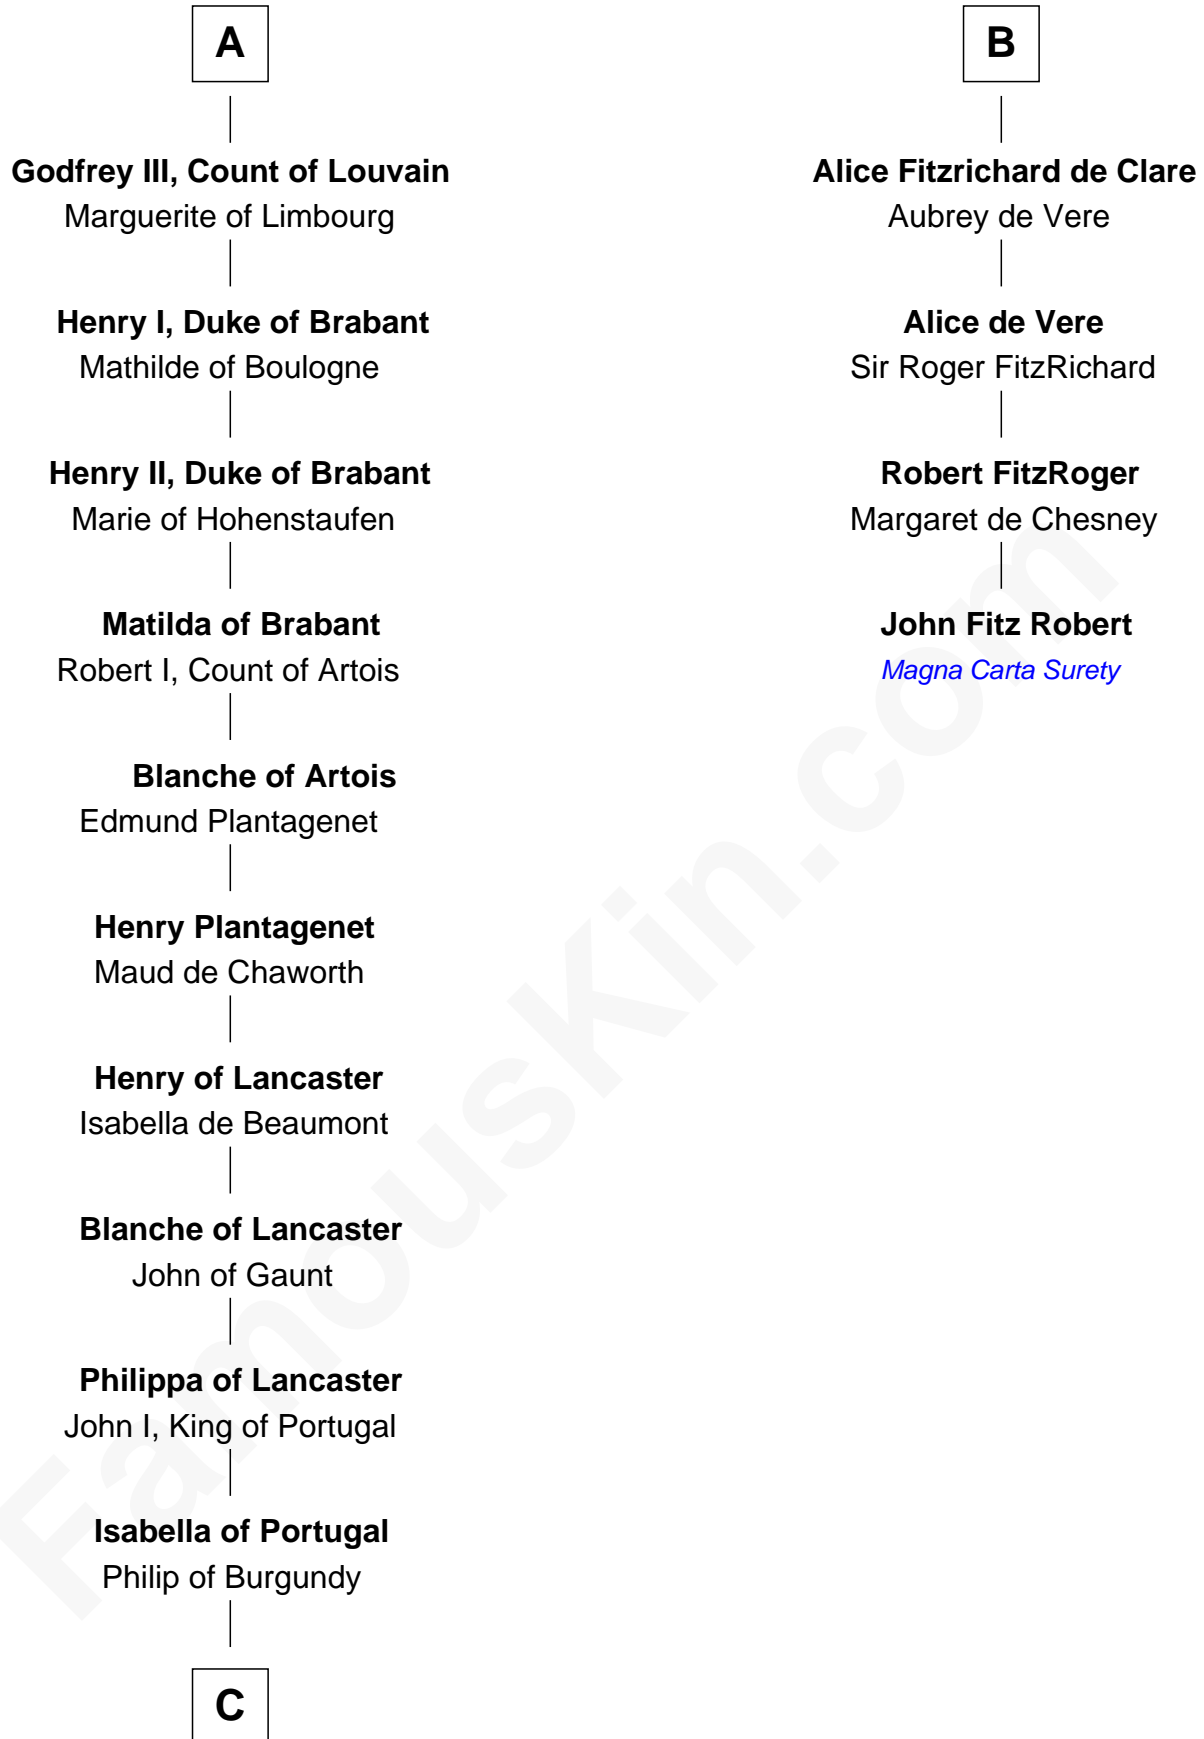 A
Godfrey III, Count of Louvain
Marguerite of Limbourg
Henry I, Duke of Brabant
Mathilde of Boulogne
Henry II, Duke of Brabant
Marie of Hohenstaufen
Matilda of Brabant
Robert I, Count of Artois
Blanche of Artois
Edmund Plantagenet
Henry Plantagenet
Maud de Chaworth
Henry of Lancaster
Isabella de Beaumont
Blanche of Lancaster
John of Gaunt
Philippa of Lancaster
John I, King of Portugal
Isabella of Portugal
Philip of Burgundy
C
B
Alice Fitzrichard de Clare
Aubrey de Vere
Alice de Vere
Sir Roger FitzRichard
Robert FitzRoger
Margaret de Chesney
John Fitz Robert
Magna Carta Surety
FamousKin.com